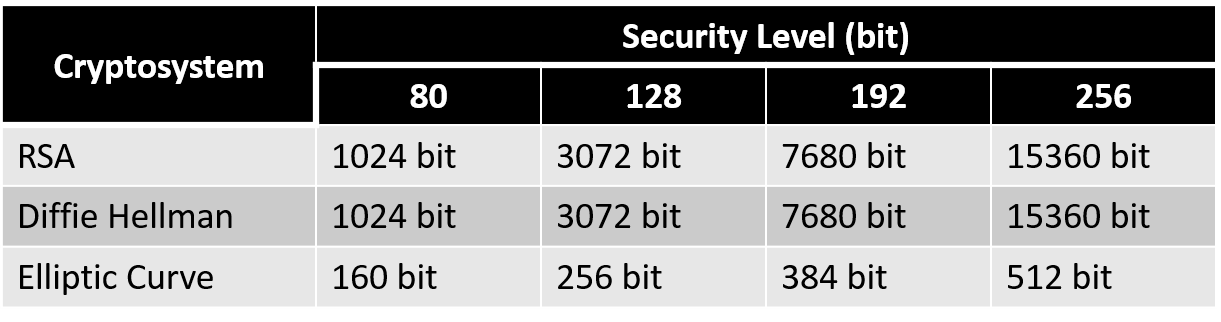 Cryptosystem
Security Level (bit)
80 128 192 256
RSA 1024 bit 3072 bit 7680 bit 15360 bit
Diffie Hellman 1024 bit 3072 bit 7680 bit 15360 bit
Elliptic Curve 160 bit 256 bit 384 bit 512 bit